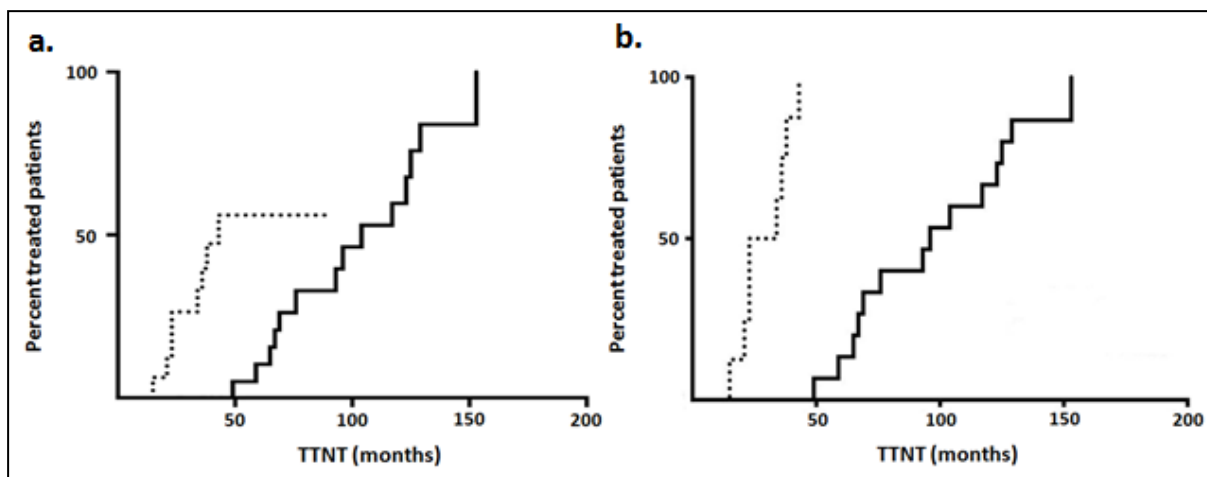 a.
100
50
Percent treated patients
50 100 150 200
TTNT (months)
b.
100
50
Percent treated patients
50 100 150 200
TTNT (months)